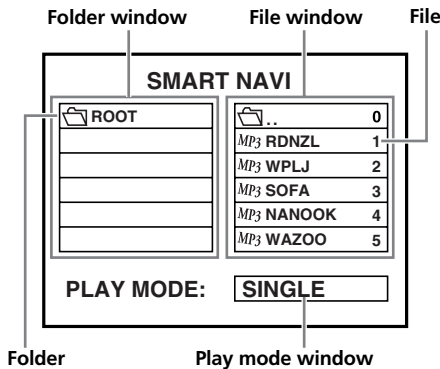 Folder window File window File
SMART NAVI
ROOT .. 0
MP3 RDNZL 1
MP3 WPLJ 2
MP3 SOFA 3
MP3 NANOOK 4
MP3 WAZOO 5
PLAY MODE: SINGLE
Folder Play mode window